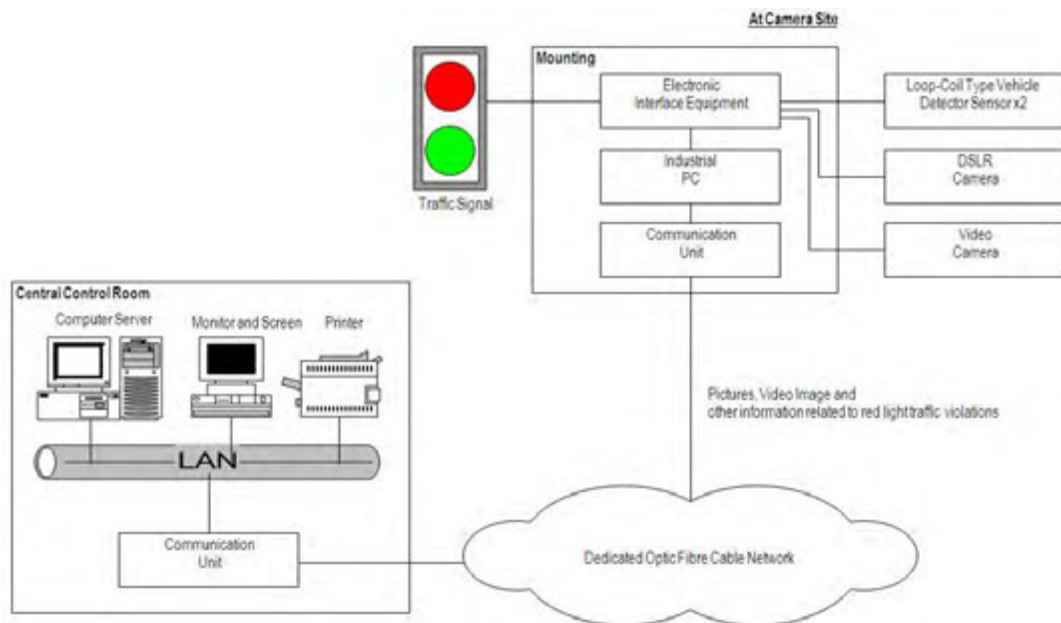 At Camera Site
Mounting
Electronic
Interface Equipment
Loop-Coil Type Vehicle
Detector Sensor x2
Industrial
PC
DSLR
Camera
Traffic Signal
Communication
Unit
Video
Camera
Central Control Room
Computer Server
Monitor and Screen
Printer
Pictures, Video Image and
other information related to red light traffic violations
LAN
Communication
Unit
Dedicated Optic Fibre Cable Network